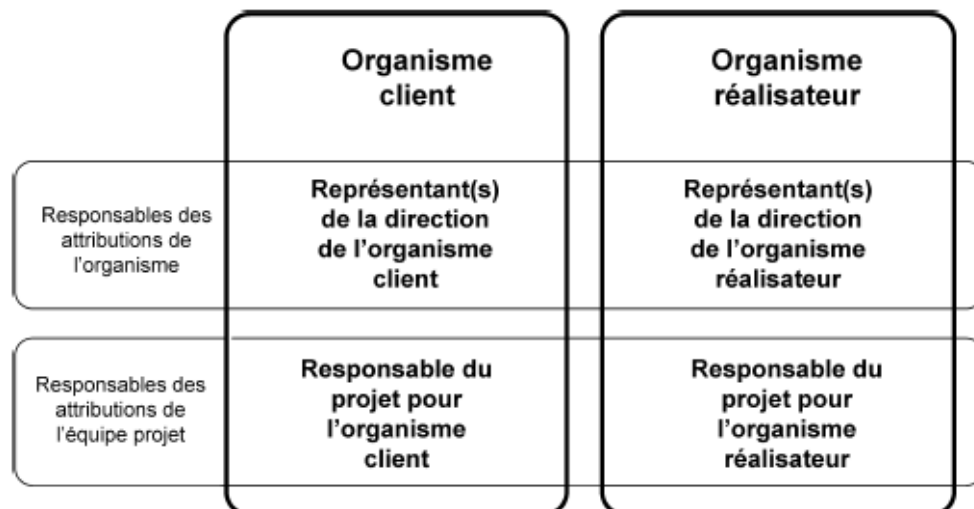 Organisme
client
Organisme
réalisateur
Responsables des
attributions de
l'organisme
Représentant(s)
de la direction
de l'organisme
client
Représentant(s)
de la direction
de l'organisme
réalisateur
Responsables des
attributions de
l'équipe projet
Responsable du
projet pour
l'organisme
client
Responsable du
projet pour
l'organisme
réalisateur